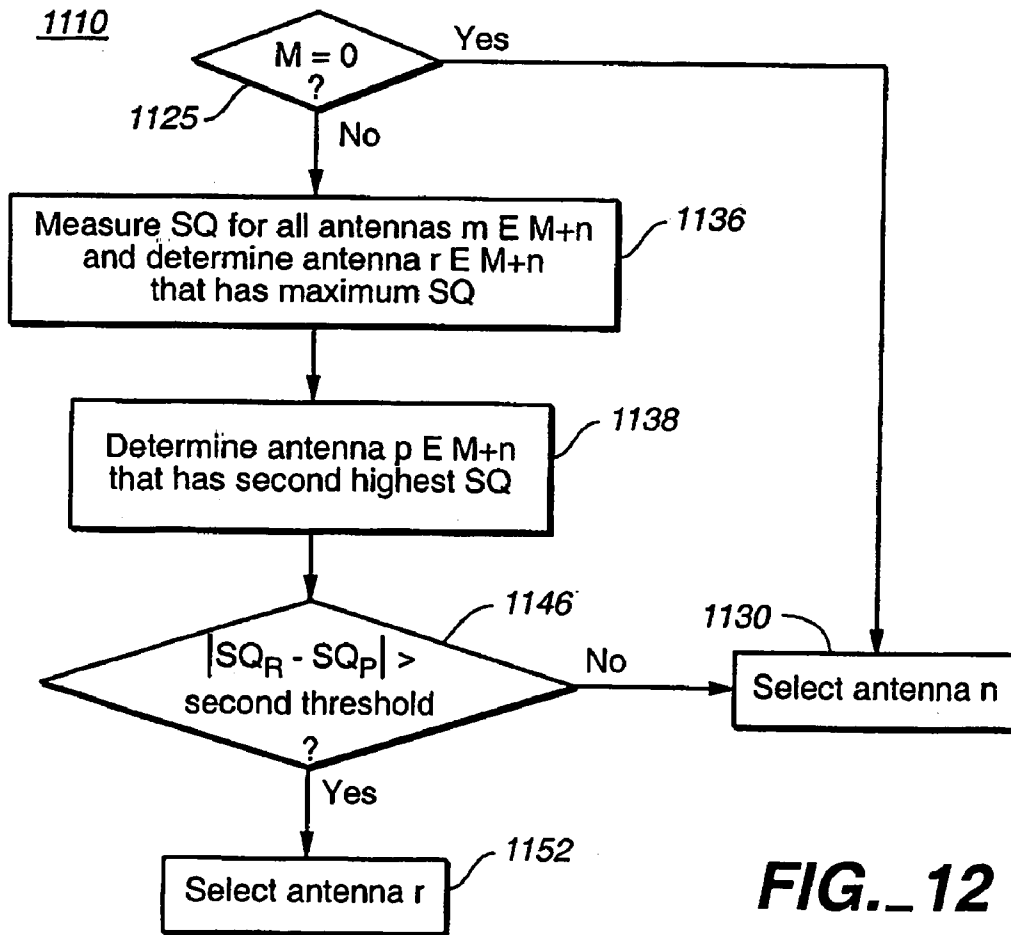 1110
M = 0
?
Yes
1125
No
Measure SQ for all antennas m E M+n
and determine antenna r E M+n
that has maximum SQ
1136
Determine antenna p E M+n
that has second highest SQ
1138
|SQR - SQP| >
second threshold
?
1146
No
1130
Select antenna n
Yes
Select antenna r
1152
FIG._12